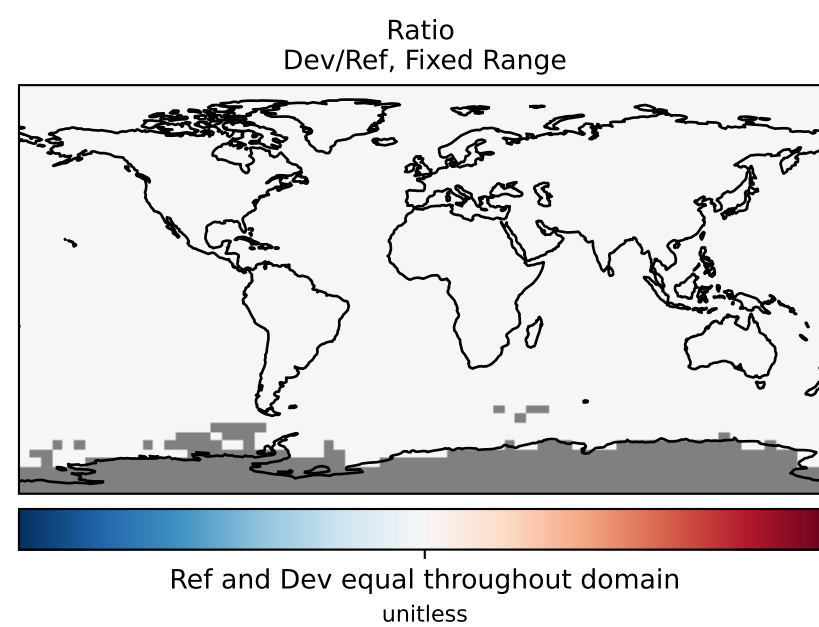 Ratio
Dev/Ref, Fixed Range
Ref and Dev equal throughout domain
unitless